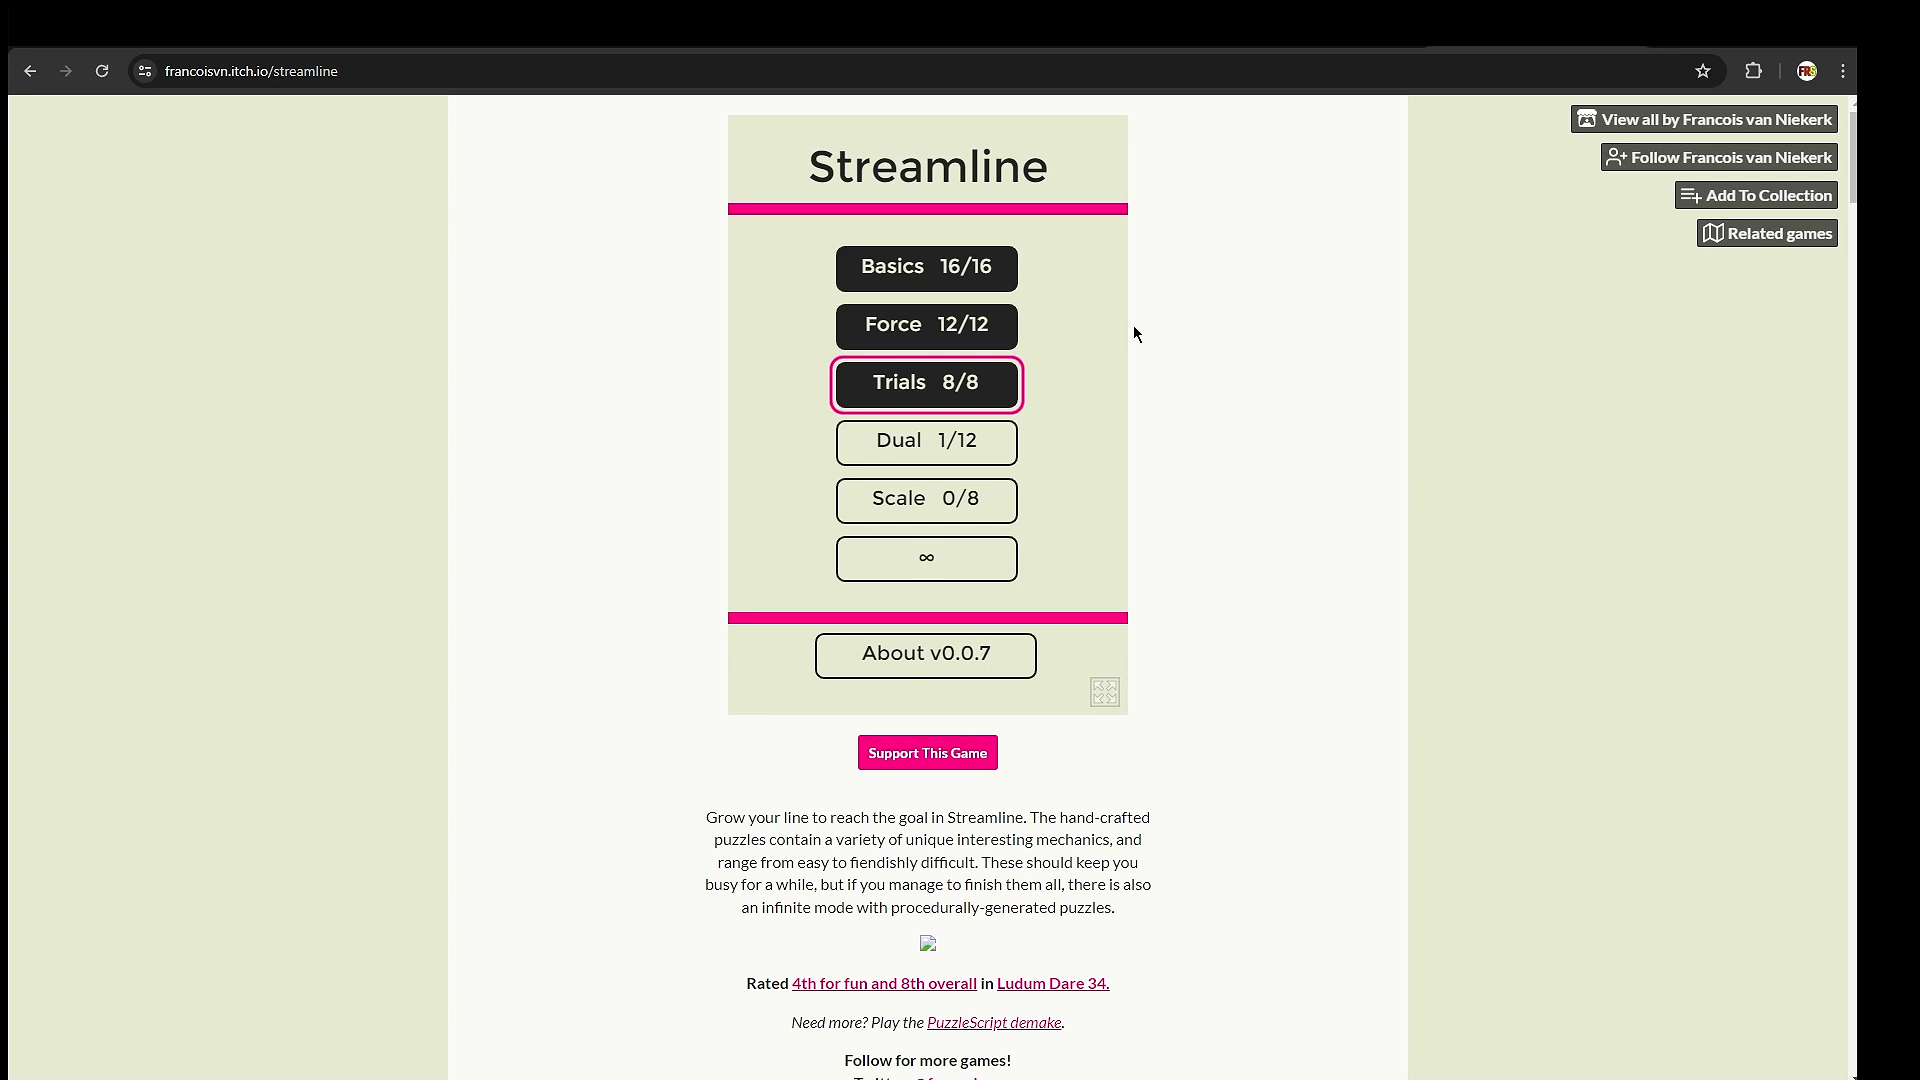 francoisvn.itch.io/streamline
View all by Francois van Niekerk
Follow Francois van Niekerk
Add To Collection
Related games
Streamline
Basics 16/16
Force 12/12
Trials 8/8
Dual 1/12
Scale 0/8
∞
About v0.0.7
Support This Game
Grow your line to reach the goal in Streamline. The hand-crafted
puzzles contain a variety of unique interesting mechanics, and
range from easy to fiendishly difficult. These should keep you
busy for a while, but if you manage to finish them all, there is also
an infinite mode with procedurally-generated puzzles.
Rated 4th for fun and 8th overall in Ludum Dare 34.
Need more? Play the PuzzleScript demake.
Follow for more games!